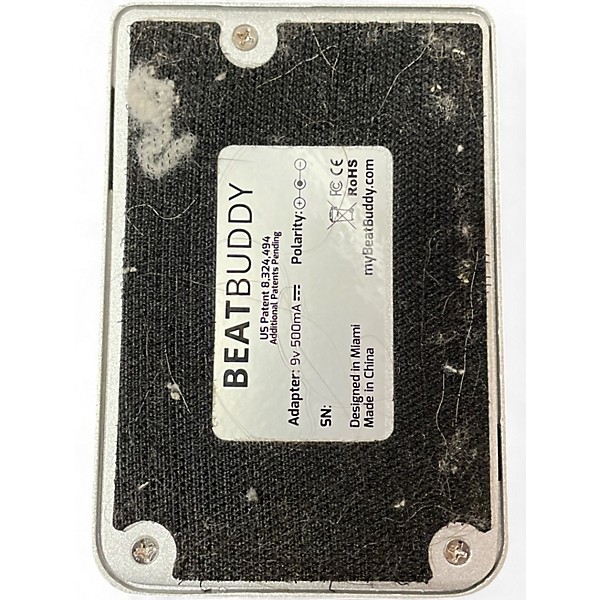 BEATBUDDY
US Patent 8,324,494
Additional Patents Pending
Adapter: 9v 500mA ⎓ Polarity:
SN:
FC CE
RoHS
Designed in Miami
Made in China
myBeatBuddy.com